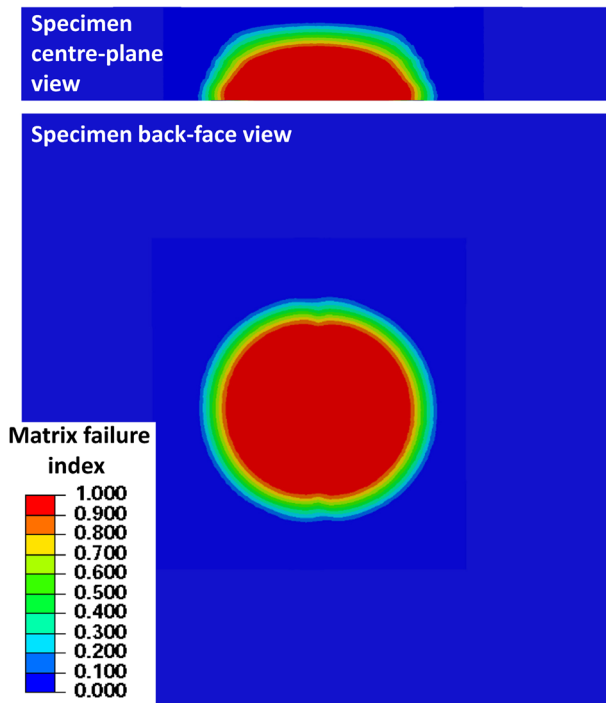 Specimen
centre-plane
view
Specimen back-face view
Matrix failure
index
1.000
0.900
0.800
0.700
0.600
0.500
0.400
0.300
0.200
0.100
0.000